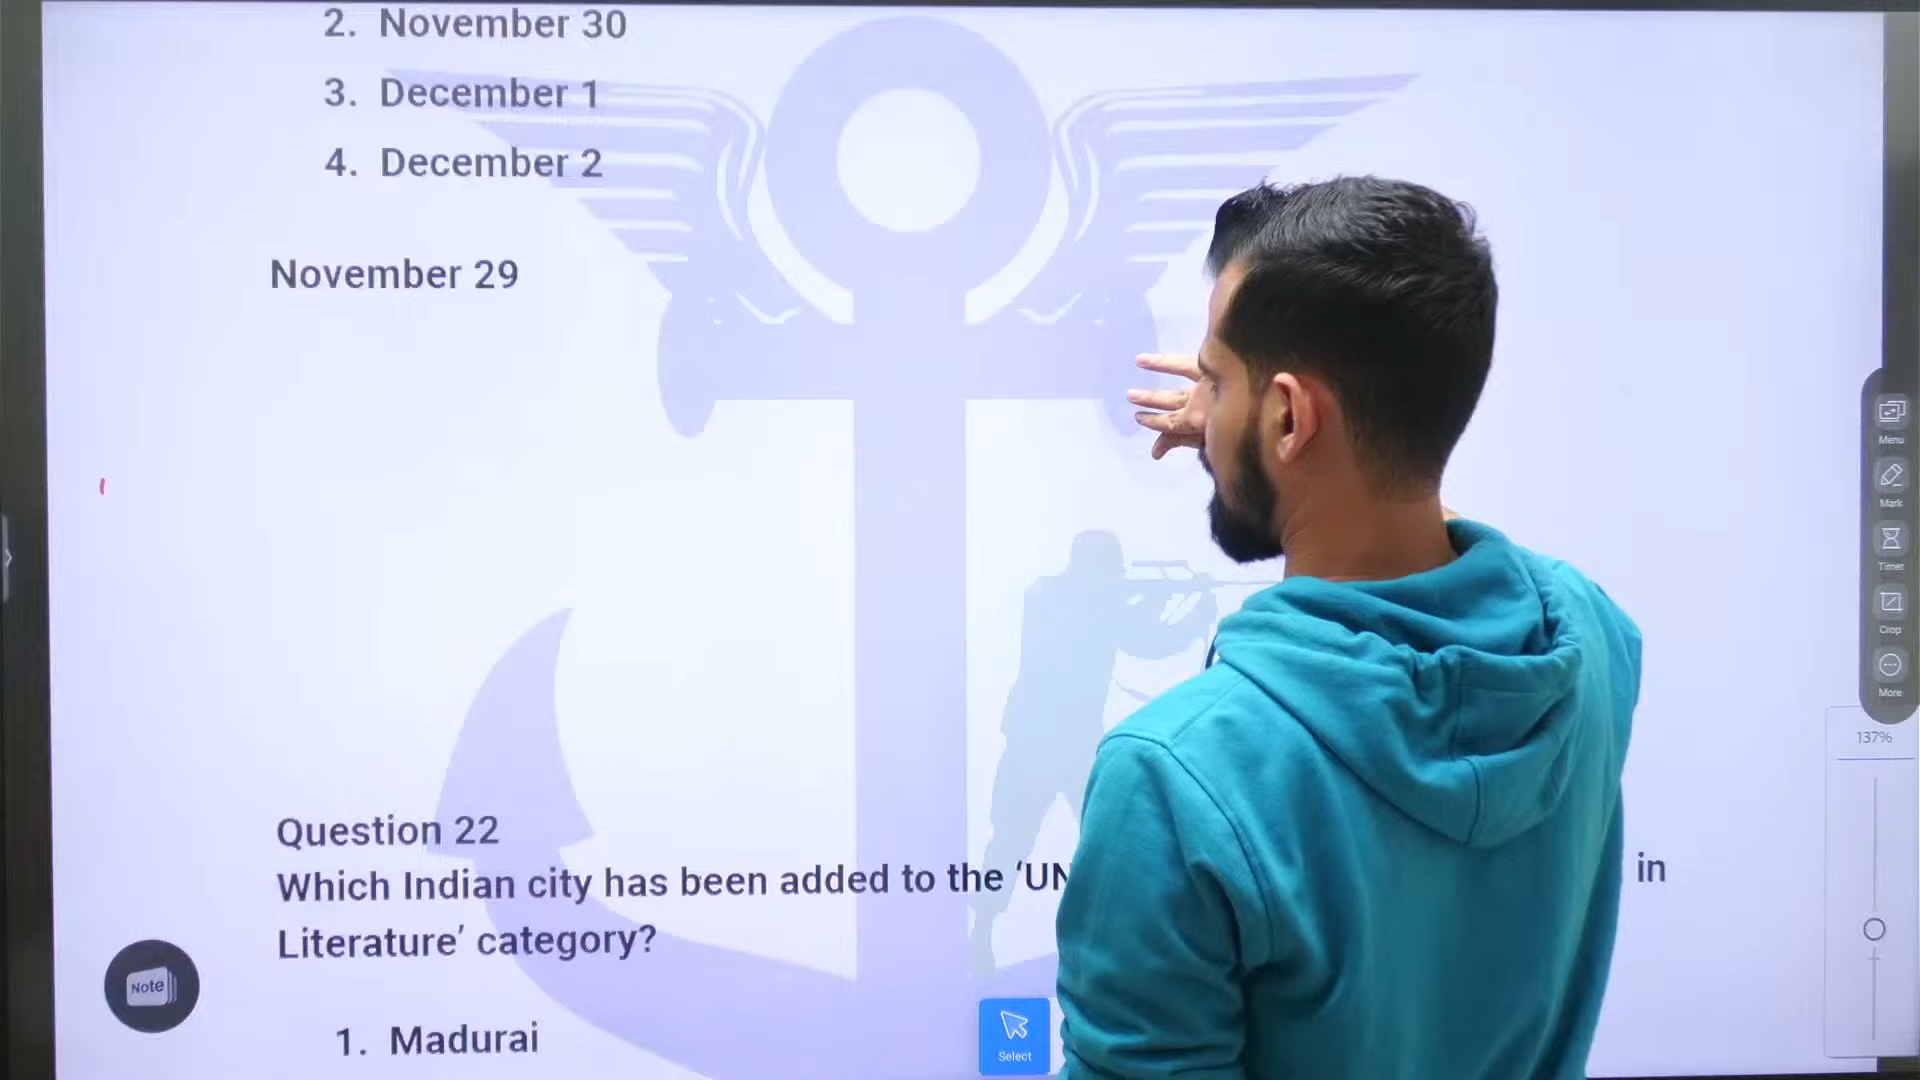 2. November 30
3. December 1
4. December 2
November 29
Question 22
Which Indian city has been added to the ‘UN in
Literature’ category?
1. Madurai
Note
Select
Menu
Mark
Timer
Crop
More
137%